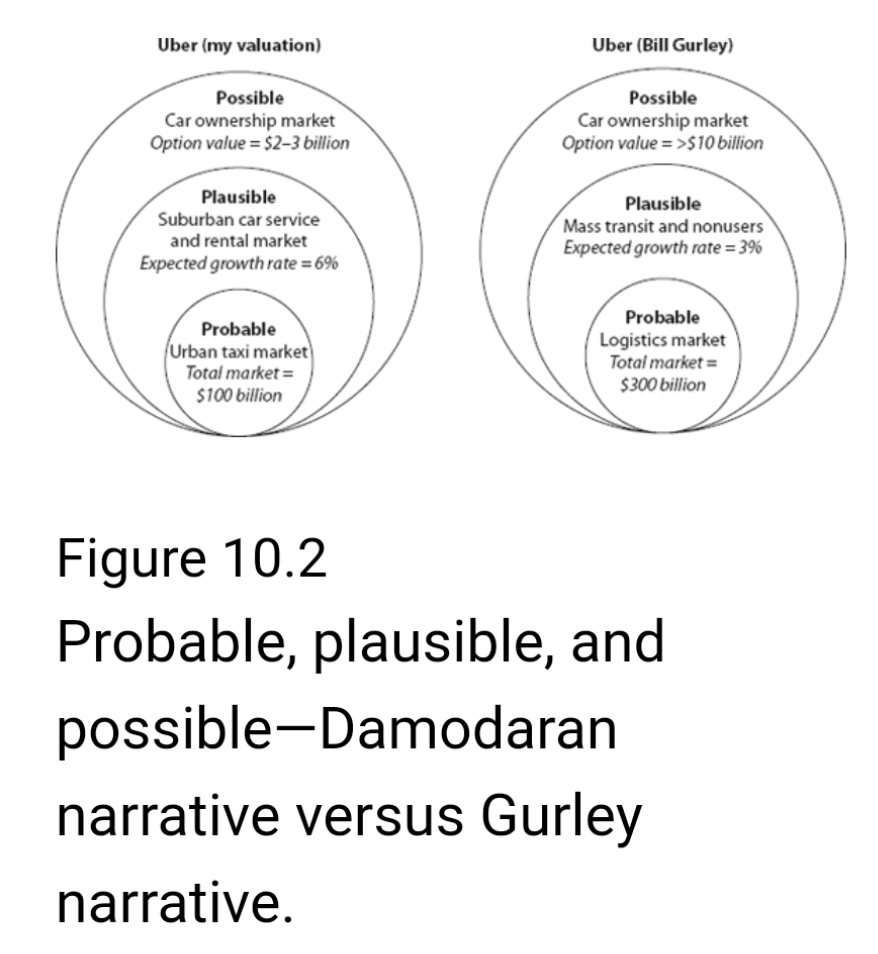 Uber (my valuation)
Possible
Car ownership market
Option value = $2–3 billion
Plausible
Suburban car service
and rental market
Expected growth rate = 6%
Probable
Urban taxi market
Total market =
$100 billion
Uber (Bill Gurley)
Possible
Car ownership market
Option value = >$10 billion
Plausible
Mass transit and nonusers
Expected growth rate = 3%
Probable
Logistics market
Total market =
$300 billion
Figure 10.2
Probable, plausible, and
possible—Damodaran
narrative versus Gurley
narrative.